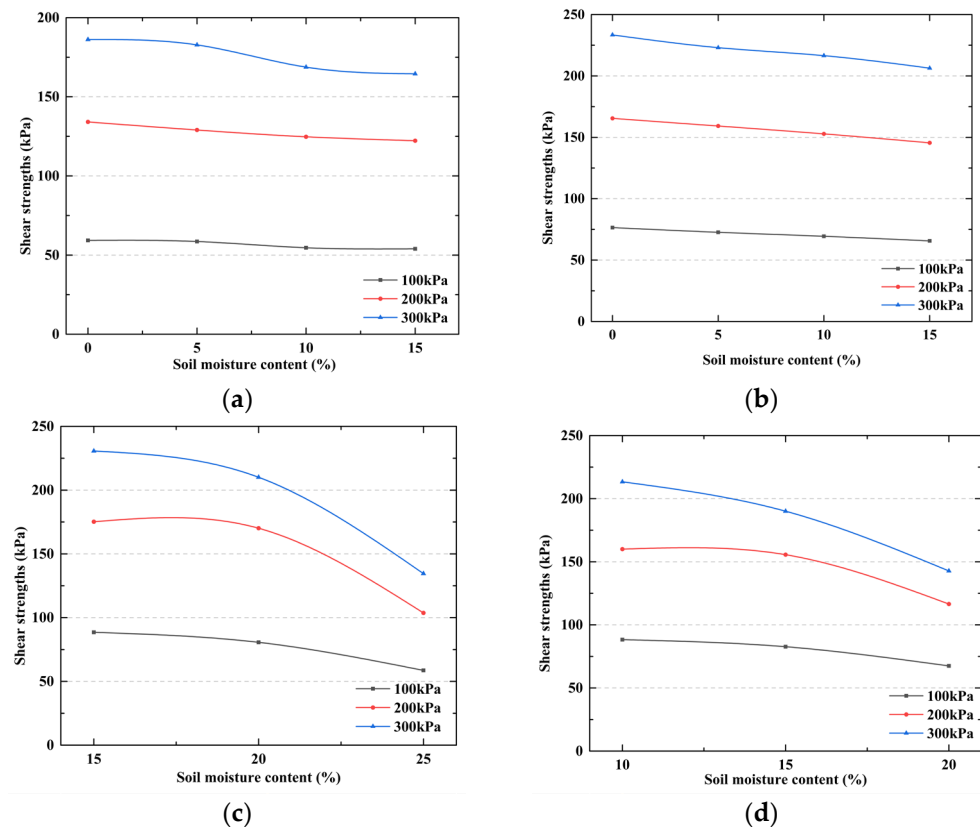 200
150
100
50
0
Shear strengths (kPa)
100kPa
200kPa
300kPa
0 5 10 15
Soil moisture content (%)
(a)
250
200
150
100
50
0
Shear strengths (kPa)
100kPa
200kPa
300kPa
0 5 10 15
Soil moisture content (%)
(b)
250
200
150
100
50
0
Shear strengths (kPa)
100kPa
200kPa
300kPa
15 20 25
Soil moisture content (%)
(c)
250
200
150
100
50
0
Shear strengths (kPa)
100kPa
200kPa
300kPa
10 15 20
Soil moisture content (%)
(d)